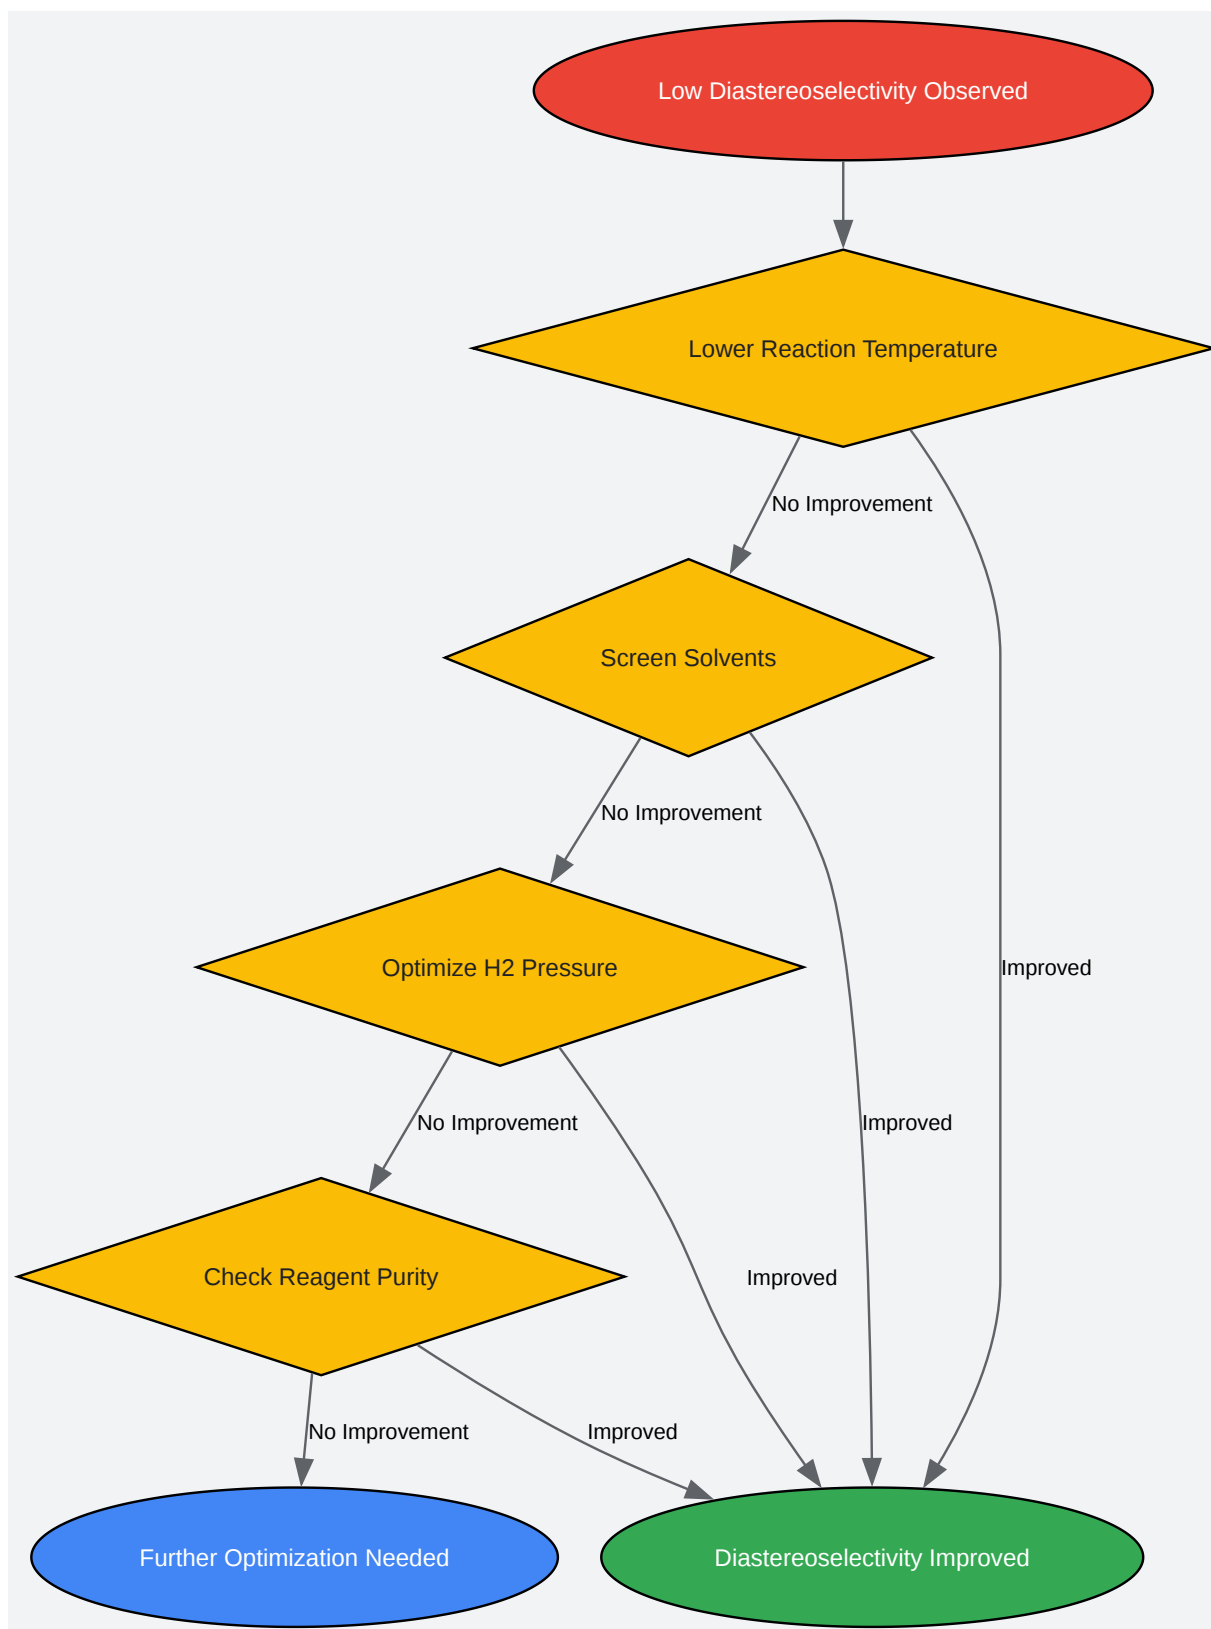 Low Diastereoselectivity Observed
Lower Reaction Temperature
No Improvement
Screen Solvents
No Improvement
Optimize H2 Pressure
Improved
No Improvement
Improved
Check Reagent Purity
Improved
No Improvement
Improved
Further Optimization Needed
Diastereoselectivity Improved